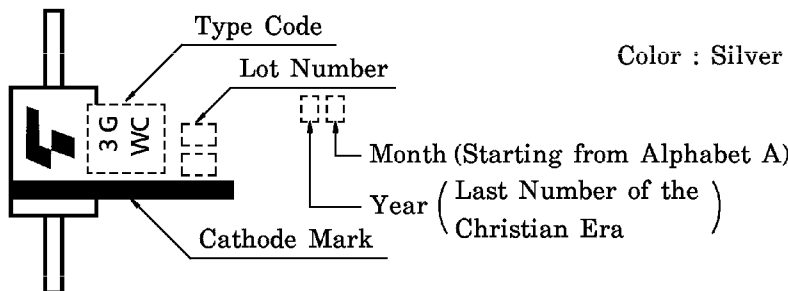 Type Code
Color : Silver
Lot Number
3G
WC
Month (Starting from Alphabet A)
Year ( Last Number of the
Christian Era )
Cathode Mark